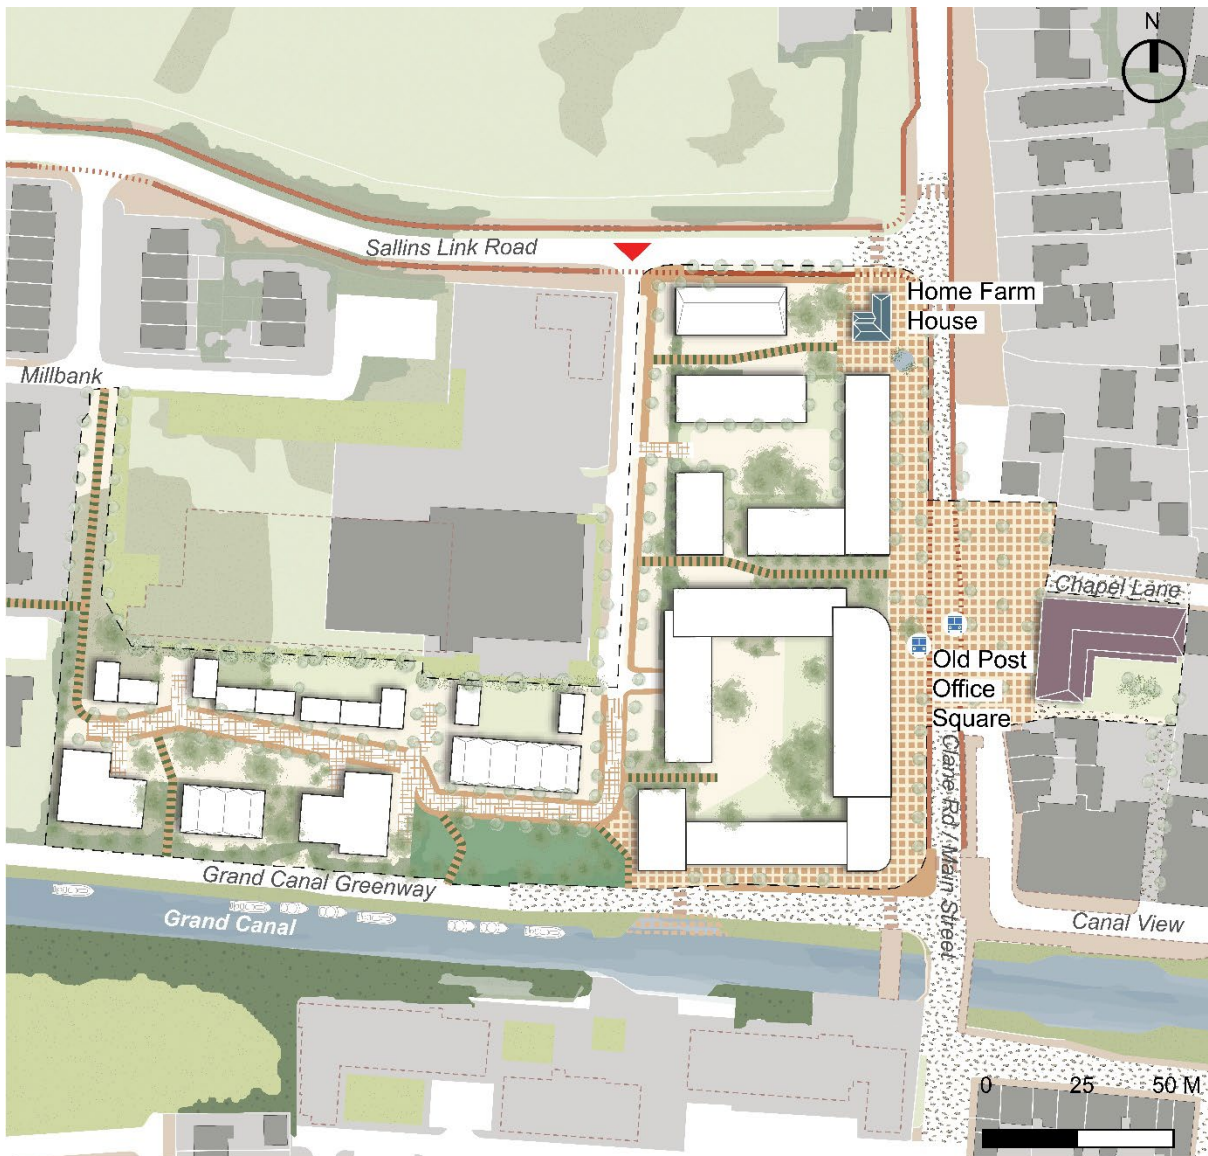 N
Sallins Link Road
Home Farm
House
Millbank
Chapel Lane
Old Post
Office
Square
Clane Rd / Main Street
Grand Canal Greenway
Grand Canal
Canal View
0 25 50 M